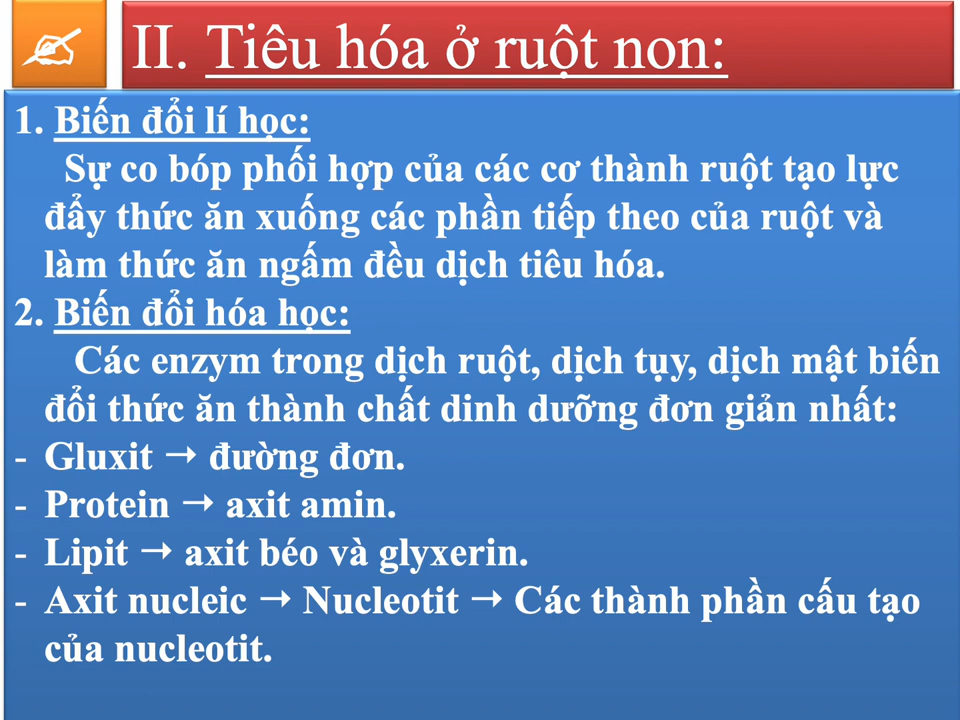 II. Tiêu hóa ở ruột non:
1. Biến đổi lí học:
Sự co bóp phối hợp của các cơ thành ruột tạo lực
đẩy thức ăn xuống các phần tiếp theo của ruột và
làm thức ăn ngấm đều dịch tiêu hóa.
2. Biến đổi hóa học:
Các enzym trong dịch ruột, dịch tụy, dịch mật biến
đổi thức ăn thành chất dinh dưỡng đơn giản nhất:
- Gluxit → đường đơn.
- Protein → axit amin.
- Lipit → axit béo và glyxerin.
- Axit nucleic → Nucleotit → Các thành phần cấu tạo
của nucleotit.